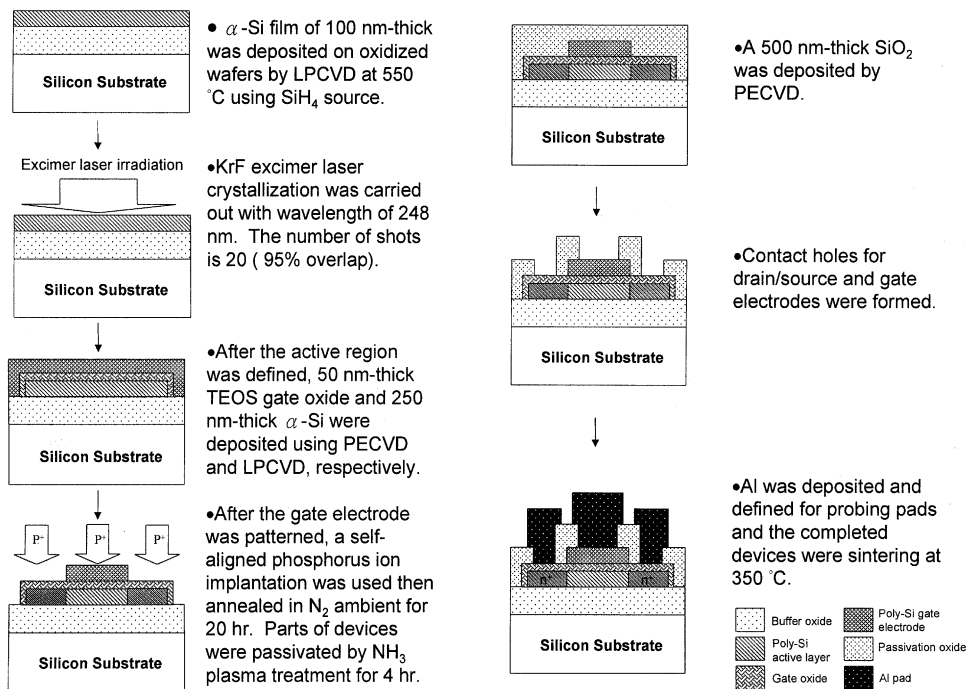 • α-Si film of 100 nm-thick
was deposited on oxidized
wafers by LPCVD at 550
°C using SiH4 source.
Silicon Substrate
Excimer laser irradiation
•KrF excimer laser
crystallization was carried
out with wavelength of 248
nm. The number of shots
is 20 ( 95% overlap).
Silicon Substrate
•After the active region
was defined, 50 nm-thick
TEOS gate oxide and 250
nm-thick α-Si were
deposited using PECVD
and LPCVD, respectively.
Silicon Substrate
P+ P+ P+
•After the gate electrode
was patterned, a self-
aligned phosphorus ion
implantation was used then
annealed in N2 ambient for
20 hr. Parts of devices
were passivated by NH3
plasma treatment for 4 hr.
Silicon Substrate
•A 500 nm-thick SiO2
was deposited by
PECVD.
Silicon Substrate
•Contact holes for
drain/source and gate
electrodes were formed.
Silicon Substrate
•Al was deposited and
defined for probing pads
and the completed
devices were sintering at
350 °C.
n+ n+
Silicon Substrate
Buffer oxide
Poly-Si gate
electrode
Poly-Si
active layer
Passivation oxide
Gate oxide
Al pad